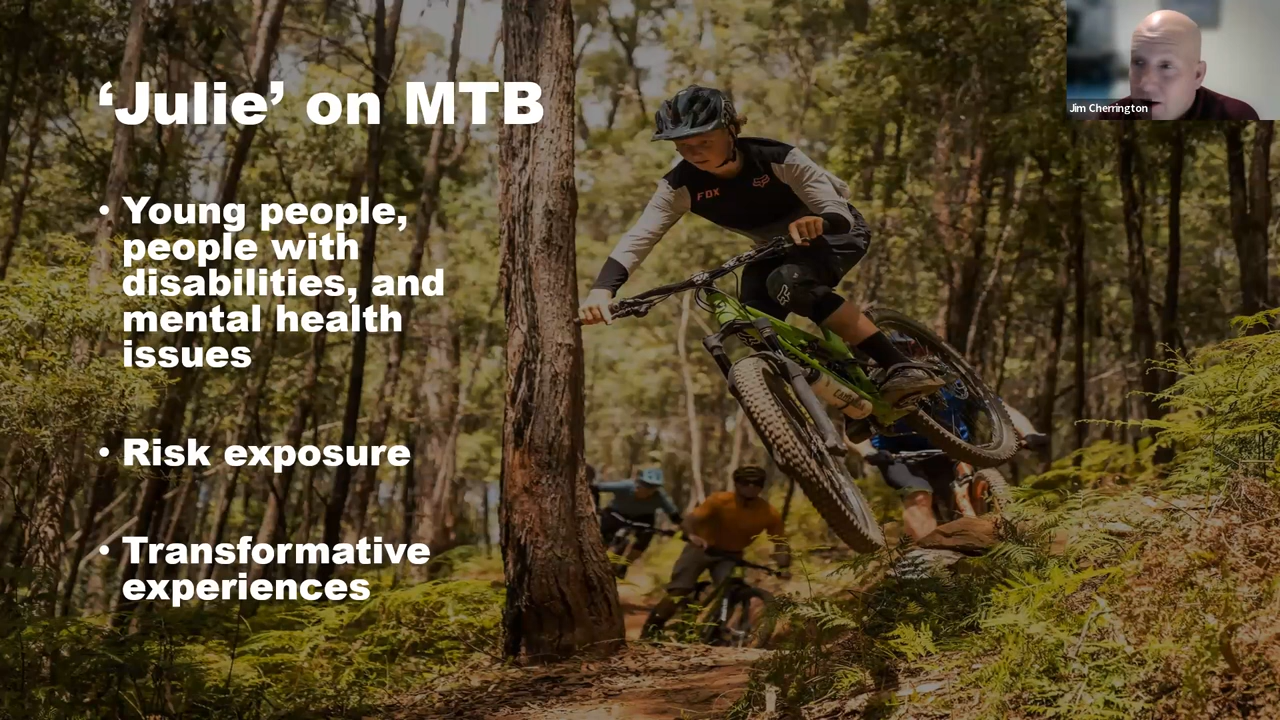 ‘Julie’ on MTB
• Young people,
people with
disabilities, and
mental health
issues
• Risk exposure
• Transformative
experiences
Jim Cherrington
FOX